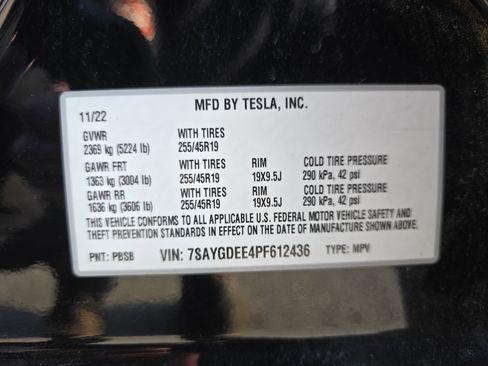 MFD BY TESLA, INC.
11/22
GVWR WITH TIRES
2369 kg (5224 lb) 255/45R19
GAWR FRT WITH TIRES RIM COLD TIRE PRESSURE
1363 kg (3004 lb) 255/45R19 19X9.5J 290 kPa, 42 psi
GAWR RR WITH TIRES RIM COLD TIRE PRESSURE
1636 kg (3606 lb) 255/45R19 19X9.5J 290 kPa, 42 psi
THIS VEHICLE CONFORMS TO ALL APPLICABLE U.S. FEDERAL MOTOR VEHICLE SAFETY AND
THEFT PREVENTION STANDARDS IN EFFECT ON THE DATE OF MANUFACTURE SHOWN ABOVE.
PNT: PBSB VIN: 7SAYGDEE4PF612436 TYPE: MPV